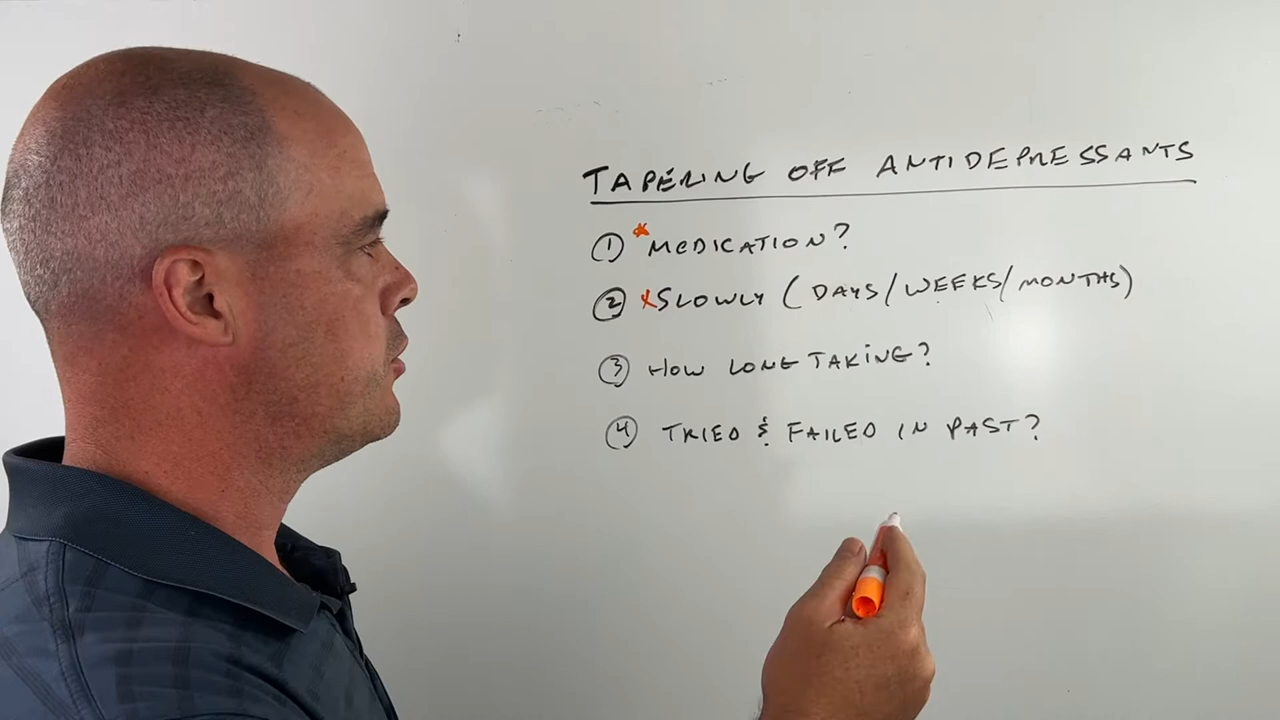 TAPERING OFF ANTIDEPRESSANTS
① *MEDICATION?
② *SLOWLY (DAYS/WEEKS/MONTHS)
③ HOW LONG TAKING?
④ TRIED & FAILED IN PAST?